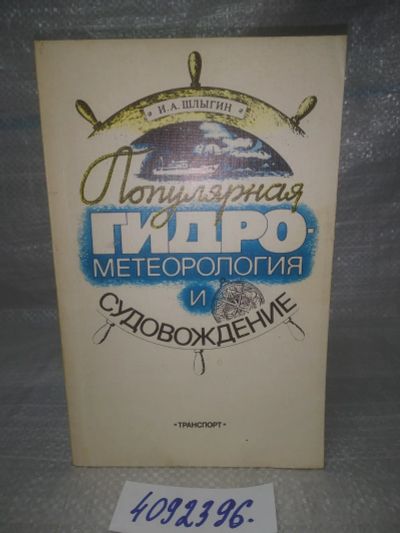 И.А.ШЛЫГИН
Популярная
ГИДРО-
МЕТЕОРОЛОГИЯ
И
СУДОВОЖДЕНИЕ
•ТРАНСПОРТ•
4092396.